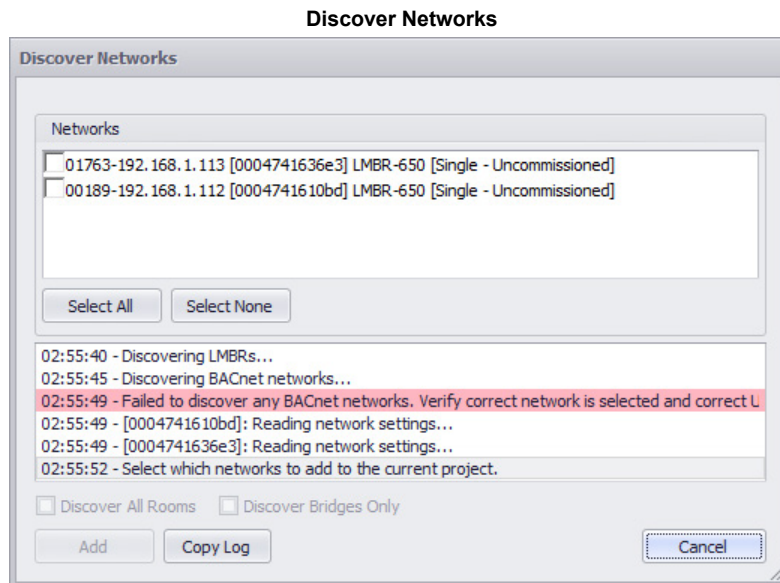 Discover Networks
Discover Networks
Networks
01763-192.168.1.113 [0004741636e3] LMBR-650 [Single - Uncommissioned]
00189-192.168.1.112 [0004741610bd] LMBR-650 [Single - Uncommissioned]
Select All Select None
02:55:40 - Discovering LMBRs...
02:55:45 - Discovering BACnet networks...
02:55:49 - Failed to discover any BACnet networks. Verify correct network is selected and correct U
02:55:49 - [0004741610bd]: Reading network settings...
02:55:49 - [0004741636e3]: Reading network settings...
02:55:52 - Select which networks to add to the current project.
Discover All Rooms Discover Bridges Only
Add Copy Log Cancel